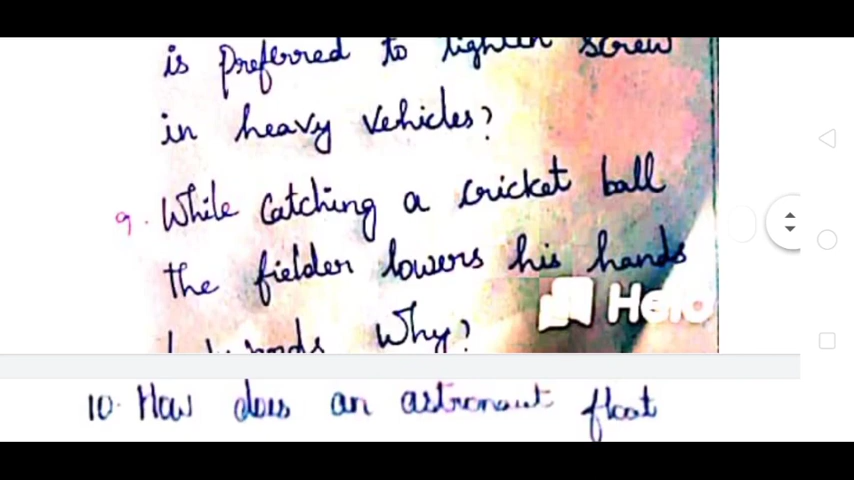 is preferred to tighten screw
in heavy vehicles?
9. While catching a cricket ball
the fielder lowers his hands
Why?
Helo
10. How does an astronaut float